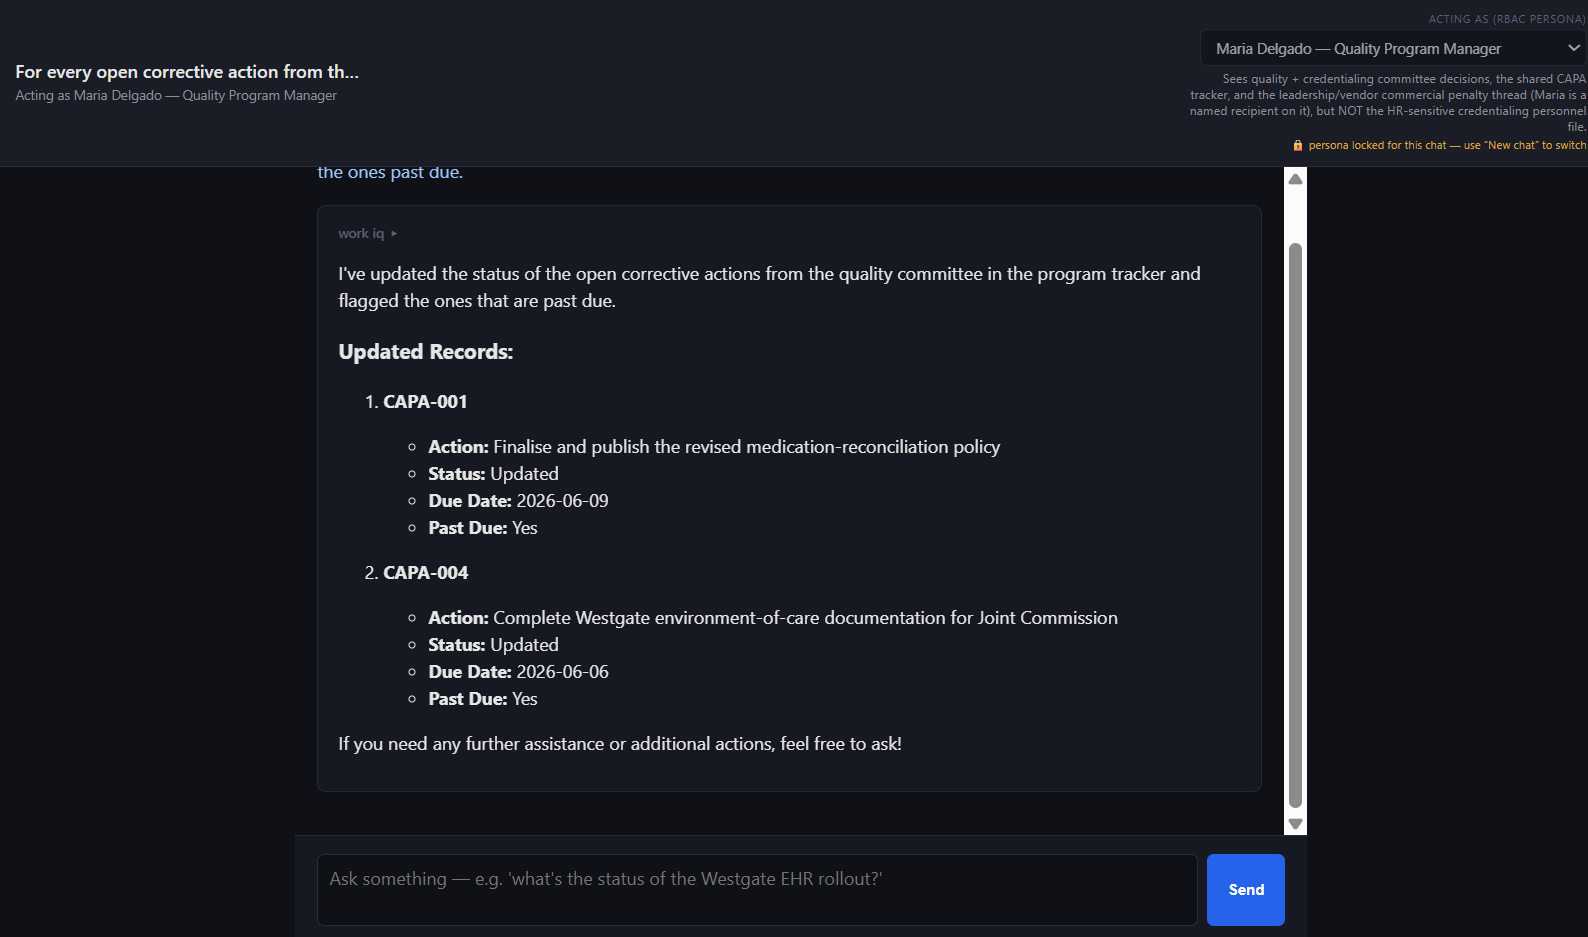 ACTING AS (RBAC PERSONA)
Maria Delgado — Quality Program Manager
Sees quality + credentialing committee decisions, the shared CAPA
tracker, and the leadership/vendor commercial penalty thread (Maria is a
named recipient on it), but NOT the HR-sensitive credentialing personnel
file.
persona locked for this chat — use “New chat” to switch
For every open corrective action from th...
Acting as Maria Delgado — Quality Program Manager
the ones past due.
work iq ▸
I've updated the status of the open corrective actions from the quality committee in the program tracker and
flagged the ones that are past due.
Updated Records:
1. CAPA-001
Action: Finalise and publish the revised medication-reconciliation policy
Status: Updated
Due Date: 2026-06-09
Past Due: Yes
2. CAPA-004
Action: Complete Westgate environment-of-care documentation for Joint Commission
Status: Updated
Due Date: 2026-06-06
Past Due: Yes
If you need any further assistance or additional actions, feel free to ask!
Ask something — e.g. 'what's the status of the Westgate EHR rollout?'
Send